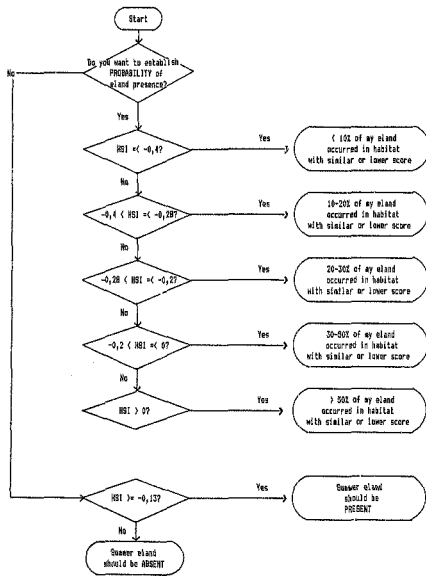 Start
Do you want to establish
PROBABILITY of
eland presence?
No
Yes
HSI =< -0,4?
Yes
< 10% of my eland
occurred in habitat
with similar or lower score
No
-0,4 < HSI =< -0,28?
Yes
10-20% of my eland
occurred in habitat
with similar or lower score
No
-0,28 < HSI =< -0,2?
Yes
20-30% of my eland
occurred in habitat
with similar or lower score
No
-0,2 < HSI =< 0?
Yes
30-50% of my eland
occurred in habitat
with similar or lower score
No
HSI > 0?
Yes
> 50% of my eland
occurred in habitat
with similar or lower score
HSI >= -0,13?
Yes
Summer eland
should be
PRESENT
No
Summer eland
should be ABSENT